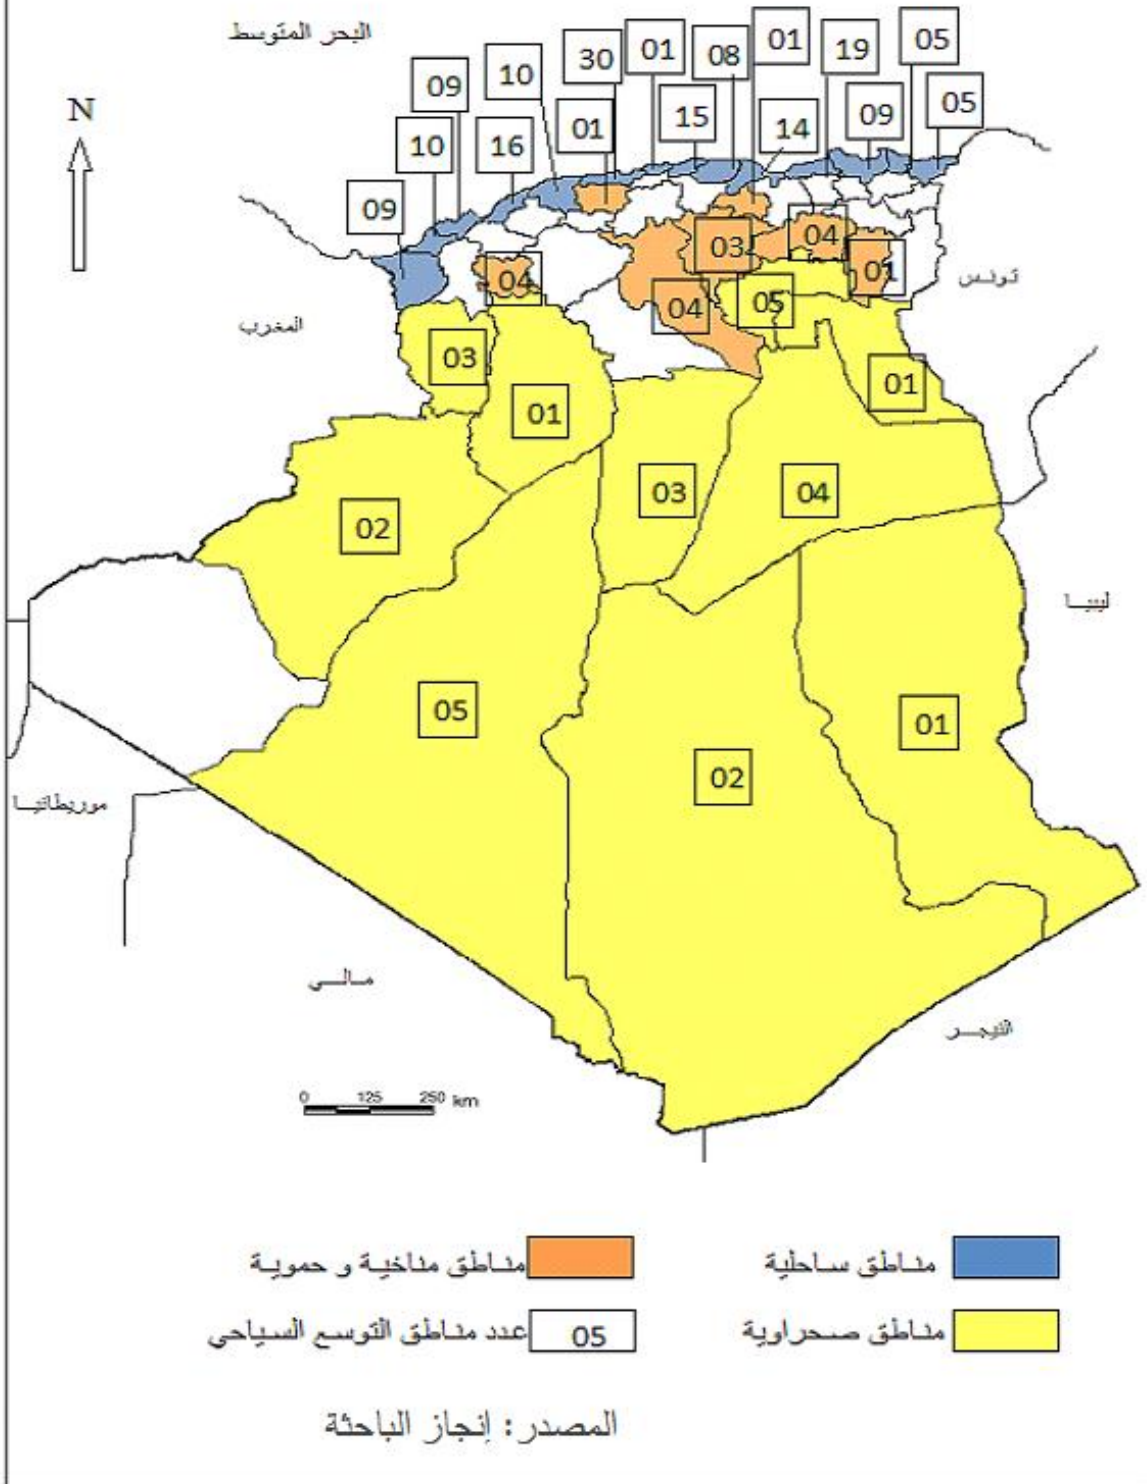 البحر المتوسط
30
01
08
01
19
05
09
10
01
15
14
09
05
N
10
16
09
04
03
04
01
04
05
تونس
المغرب
04
03
01
01
02
03
04
ليبيا
05
01
02
موريطانيا
مالي
النيجر
0 125 250 km
مناطق ساحلية
مناطق مناخية و حموية
مناطق صحراوية
05
عدد مناطق التوسع السياحي
المصدر: إنجاز الباحثة